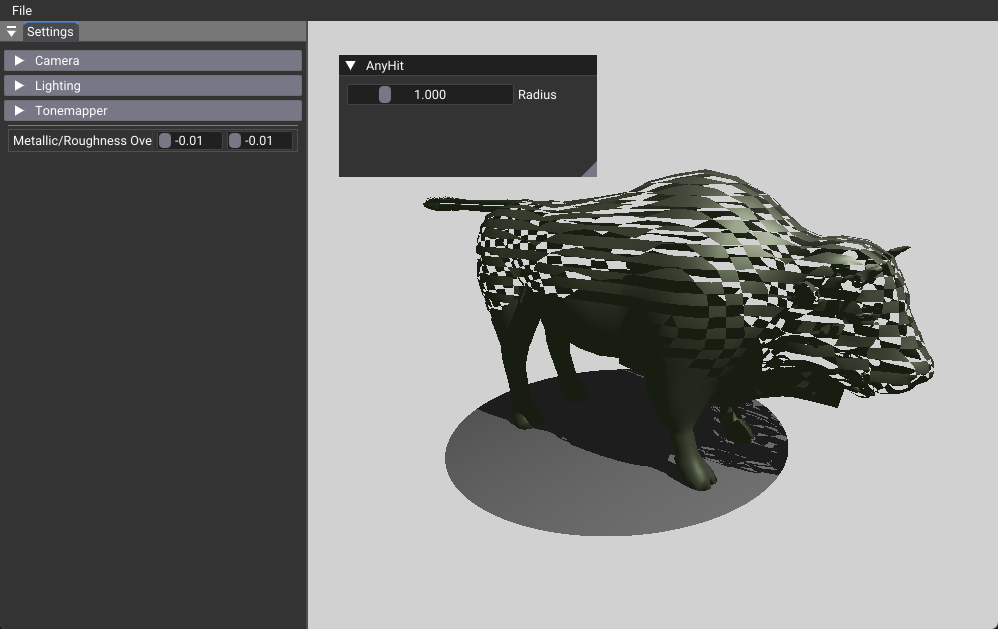 File
Settings
Camera
Lighting
Tonemapper
Metallic/Roughness Ove -0.01 -0.01
AnyHit
1.000 Radius